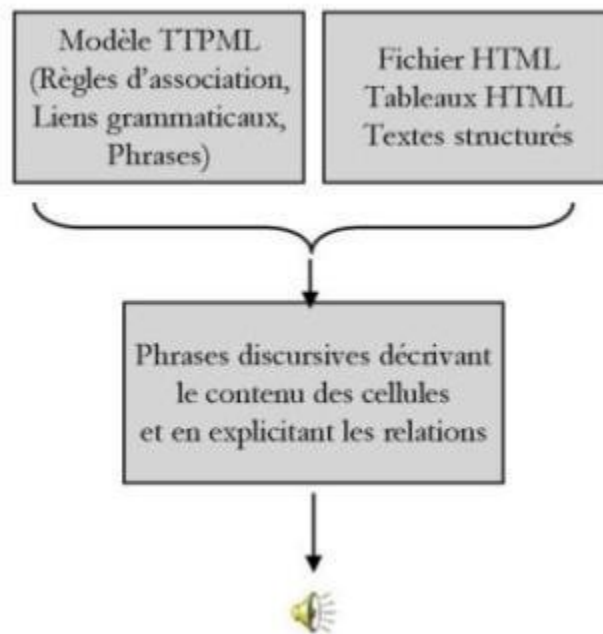 Modèle TTPML
(Règles d'association,
Liens grammaticaux,
Phrases)
Fichier HTML
Tableaux HTML
Textes structurés
Phrases discursives décrivant
le contenu des cellules
et en explicitant les relations